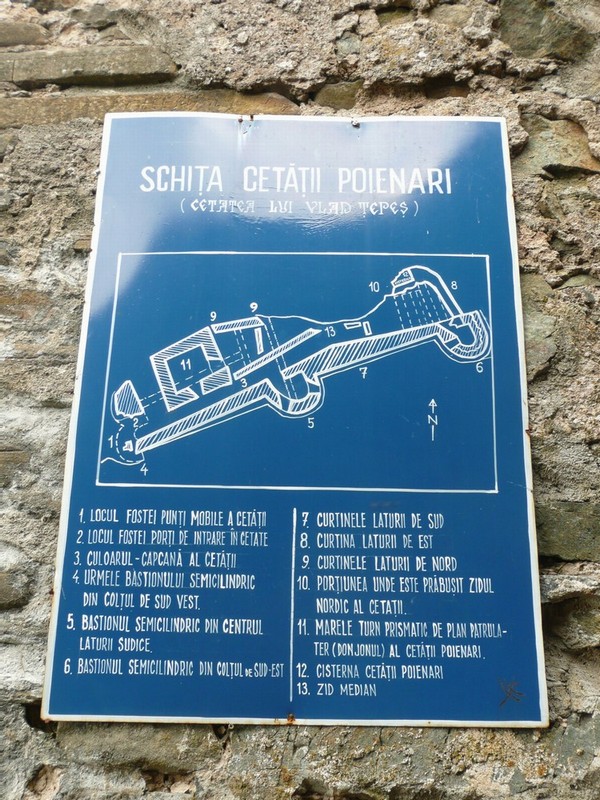 SCHIȚA CETĂȚII POIENARI
(CETATEA LUI VLAD ȚEPEȘ)
10
8
9
9
13
11
3
7
6
2
5
1
4
N
1. LOCUL FOSTEI PUNȚI MOBILE A CETĂȚII
2 LOCUL FOSTEI PORȚI DE INTRARE ÎN CETATE
3. CULOARUL-CAPCANĂ AL CETĂȚII
4. URMELE BASTIONULUI SEMICILINDRIC
DIN COLȚUL DE SUD VEST.
5. BASTIONUL SEMICILINDRIC DIN CENTRUL
LATURII SUDICE.
6. BASTIONUL SEMICILINDRIC DIN COLȚUL DE SUD-EST
7. CURTINELE LATURII DE SUD
8. CURTINA LATURII DE EST
9. CURTINELE LATURII DE NORD
10. PORȚIUNEA UNDE ESTE PRĂBUȘIT ZIDUL
NORDIC AL CETAȚII.
11. MARELE TURN PRISMATIC DE PLAN PATRULA-
TER (DONJONUL) AL CETĂȚII POIENARI.
12. CISTERNA CETĂȚII POIENARI
13. ZID MEDIAN